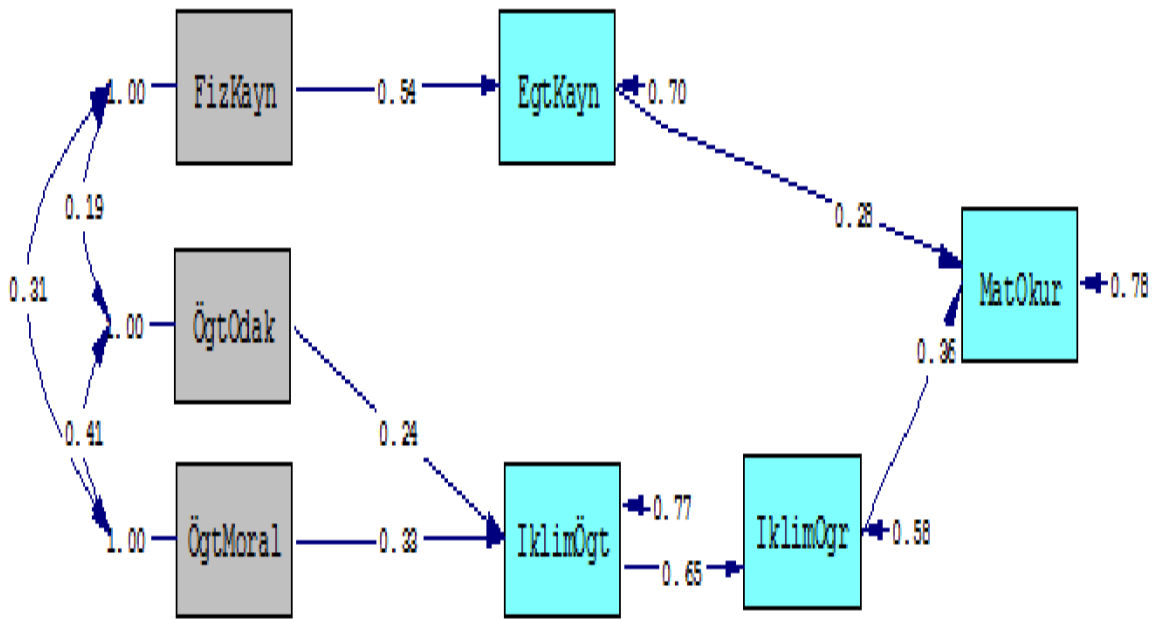 1.00
FizKayn
0.54
EgtKayn
0.70
0.19
0.28
0.31
1.00
ÖgtOdak
MatOkur
0.78
0.36
0.41
0.24
1.00
ÖgtMoral
0.33
IklimÖgt
0.77
0.65
IklimOgr
0.58